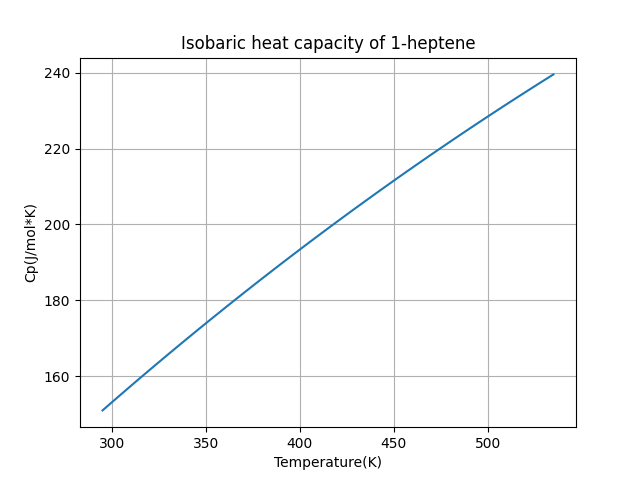 Isobaric heat capacity of 1-heptene
240
220
200
180
160
Cp(J/mol*K)
300 350 400 450 500
Temperature(K)